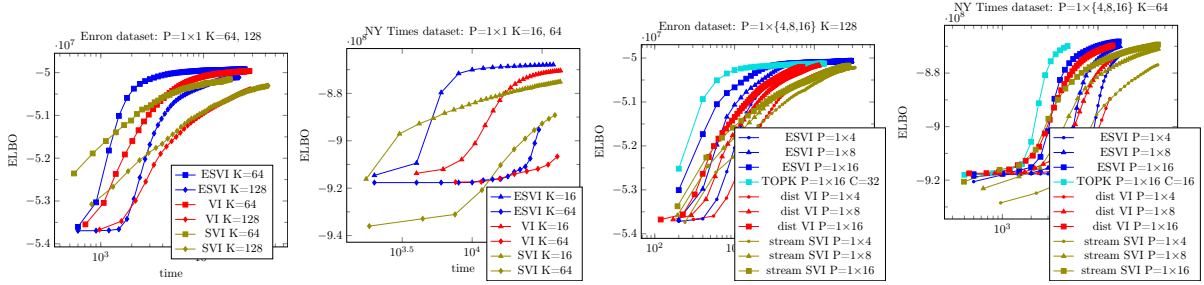 Enron dataset: P=1×1 K=64, 128
·10⁷
−5
−5.1
−5.2
−5.3
−5.4
ELBO
10³
time
ESVI K=64
ESVI K=128
VI K=64
VI K=128
SVI K=64
SVI K=128
NY Times dataset: P=1×1 K=16, 64
·10⁸
−8.8
−9
−9.2
−9.4
ELBO
10³·⁵
10⁴
time
ESVI K=16
ESVI K=64
VI K=16
VI K=64
SVI K=16
SVI K=64
Enron dataset: P=1×{4,8,16} K=128
·10⁷
−5
−5.1
−5.2
−5.3
−5.4
ELBO
10²
ESVI P=1×4
ESVI P=1×8
ESVI P=1×16
TOPK P=1×16 C=32
dist VI P=1×4
dist VI P=1×8
dist VI P=1×16
stream SVI P=1×4
stream SVI P=1×8
stream SVI P=1×16
NY Times dataset: P=1×{4,8,16} K=64
·10⁸
−8.8
−9
−9.2
ELBO
10³
ESVI P=1×4
ESVI P=1×8
ESVI P=1×16
TOPK P=1×16 C=16
dist VI P=1×4
dist VI P=1×8
dist VI P=1×16
stream SVI P=1×4
stream SVI P=1×8
stream SVI P=1×16